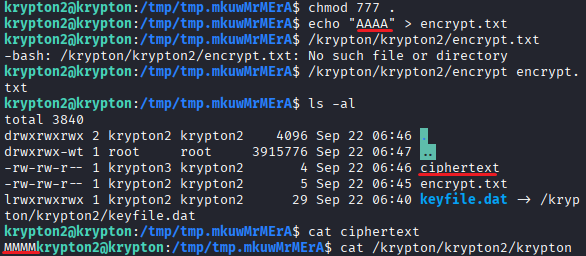 krypton2@krypton:/tmp/tmp.mkuwMrMErA$ chmod 777 .
krypton2@krypton:/tmp/tmp.mkuwMrMErA$ echo "AAAA" > encrypt.txt
krypton2@krypton:/tmp/tmp.mkuwMrMErA$ /krypton/krypton2/encrypt.txt
-bash: /krypton/krypton2/encrypt.txt: No such file or directory
krypton2@krypton:/tmp/tmp.mkuwMrMErA$ /krypton/krypton2/encrypt encrypt.
txt
krypton2@krypton:/tmp/tmp.mkuwMrMErA$ ls -al
total 3840
drwxrwxrwx 2 krypton2 krypton2    4096 Sep 22 06:46 .
drwxrwx-wt 1 root     root     3915776 Sep 22 06:47 ..
-rw-rw-r-- 1 krypton3 krypton2       4 Sep 22 06:46 ciphertext
-rw-rw-r-- 1 krypton2 krypton2       5 Sep 22 06:45 encrypt.txt
lrwxrwxrwx 1 krypton2 krypton2      29 Sep 22 06:40 keyfile.dat -> /kryp
ton/krypton2/keyfile.dat
krypton2@krypton:/tmp/tmp.mkuwMrMErA$ cat ciphertext
MMMMkrypton2@krypton:/tmp/tmp.mkuwMrMErA$ cat /krypton/krypton2/krypton